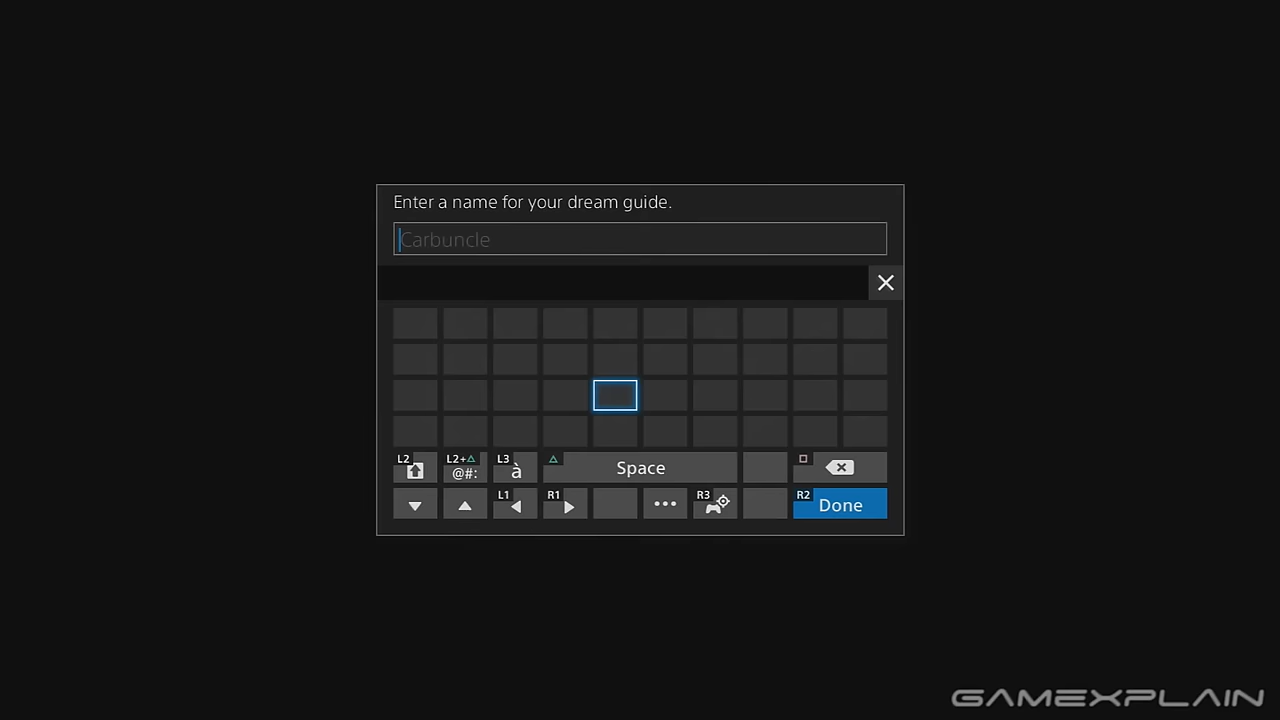 Enter a name for your dream guide.
Carbuncle
L2 L2+△ @#: L3 à △ Space □
L1 R1 ••• R3 R2 Done
GAMEXPLAIN